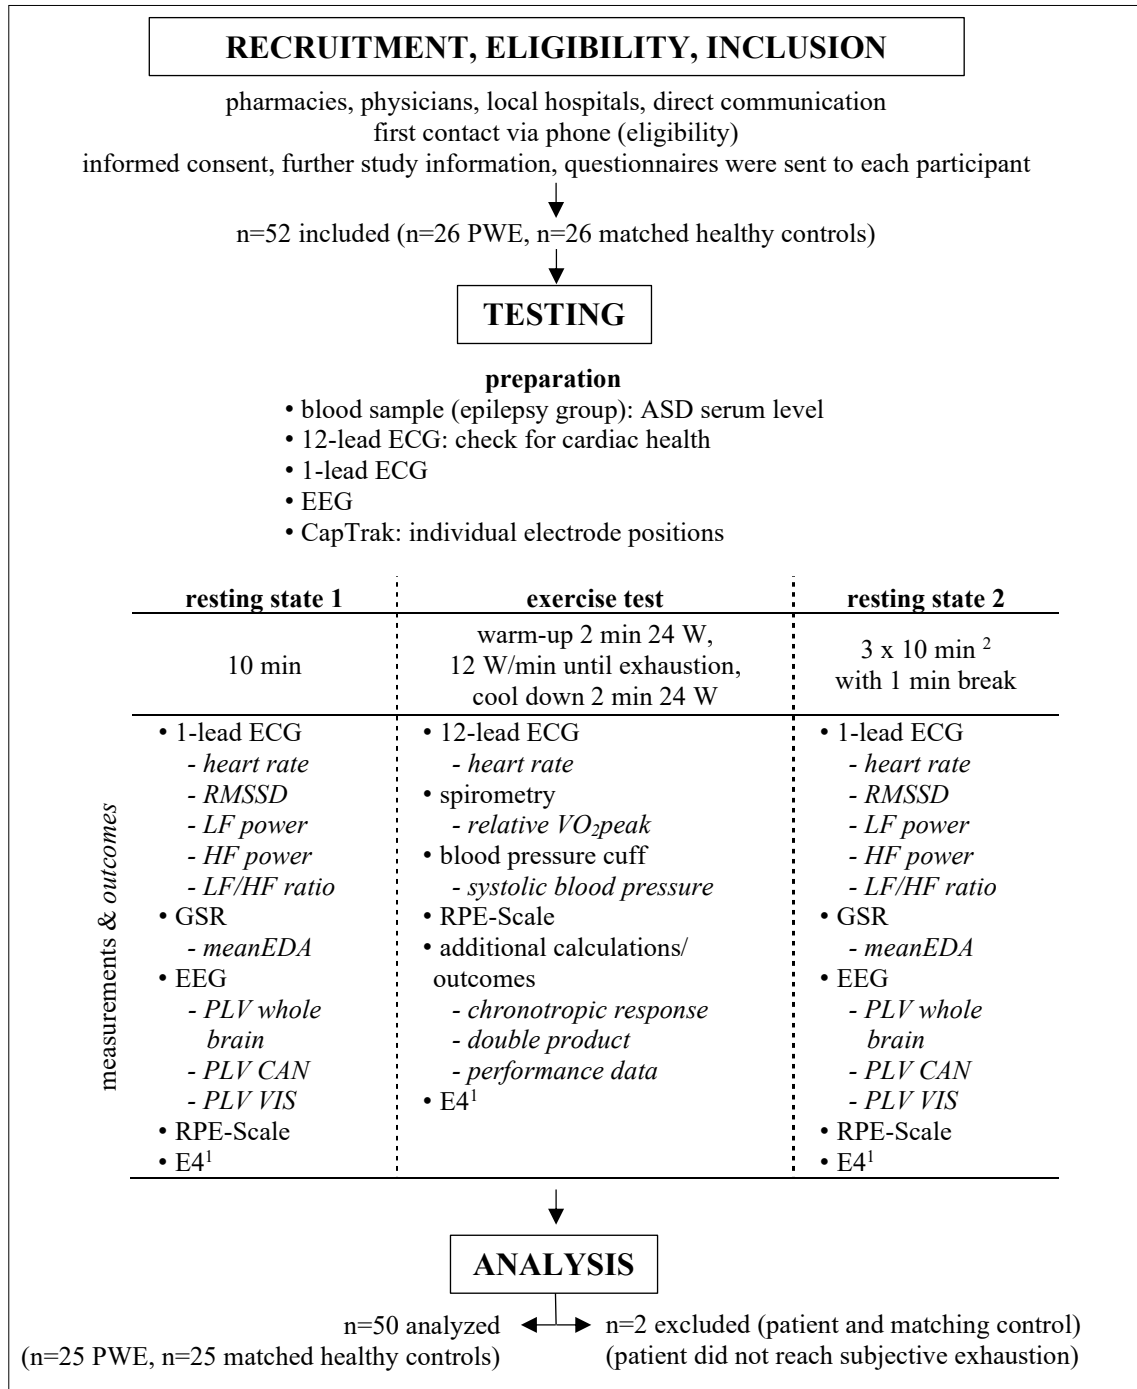 RECRUITMENT, ELIGIBILITY, INCLUSION
pharmacies, physicians, local hospitals, direct communication
first contact via phone (eligibility)
informed consent, further study information, questionnaires were sent to each participant
n=52 included (n=26 PWE, n=26 matched healthy controls)
TESTING
preparation
• blood sample (epilepsy group): ASD serum level
• 12-lead ECG: check for cardiac health
• 1-lead ECG
• EEG
• CapTrak: individual electrode positions
measurements & outcomes
resting state 1
10 min
• 1-lead ECG
- heart rate
- RMSSD
- LF power
- HF power
- LF/HF ratio
• GSR
- meanEDA
• EEG
- PLV whole
brain
- PLV CAN
- PLV VIS
• RPE-Scale
• E4¹
exercise test
warm-up 2 min 24 W,
12 W/min until exhaustion,
cool down 2 min 24 W
• 12-lead ECG
- heart rate
• spirometry
- relative VO₂peak
• blood pressure cuff
- systolic blood pressure
• RPE-Scale
• additional calculations/
outcomes
- chronotropic response
- double product
- performance data
• E4¹
resting state 2
3 x 10 min ²
with 1 min break
• 1-lead ECG
- heart rate
- RMSSD
- LF power
- HF power
- LF/HF ratio
• GSR
- meanEDA
• EEG
- PLV whole
brain
- PLV CAN
- PLV VIS
• RPE-Scale
• E4¹
ANALYSIS
n=50 analyzed
(n=25 PWE, n=25 matched healthy controls)
n=2 excluded (patient and matching control)
(patient did not reach subjective exhaustion)